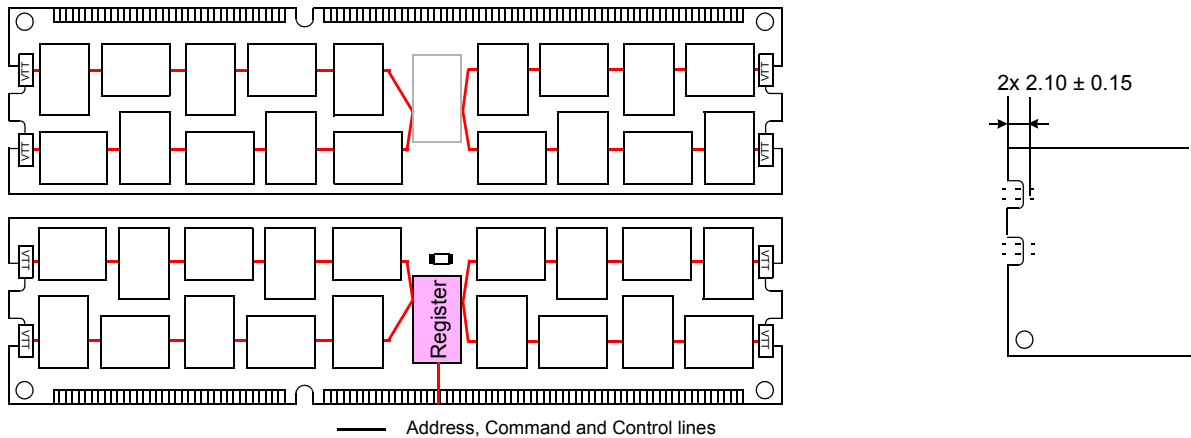 VTT
VTT
VTT
VTT
2x 2.10 ± 0.15
VTT
VTT
VTT
VTT
Register
Address, Command and Control lines